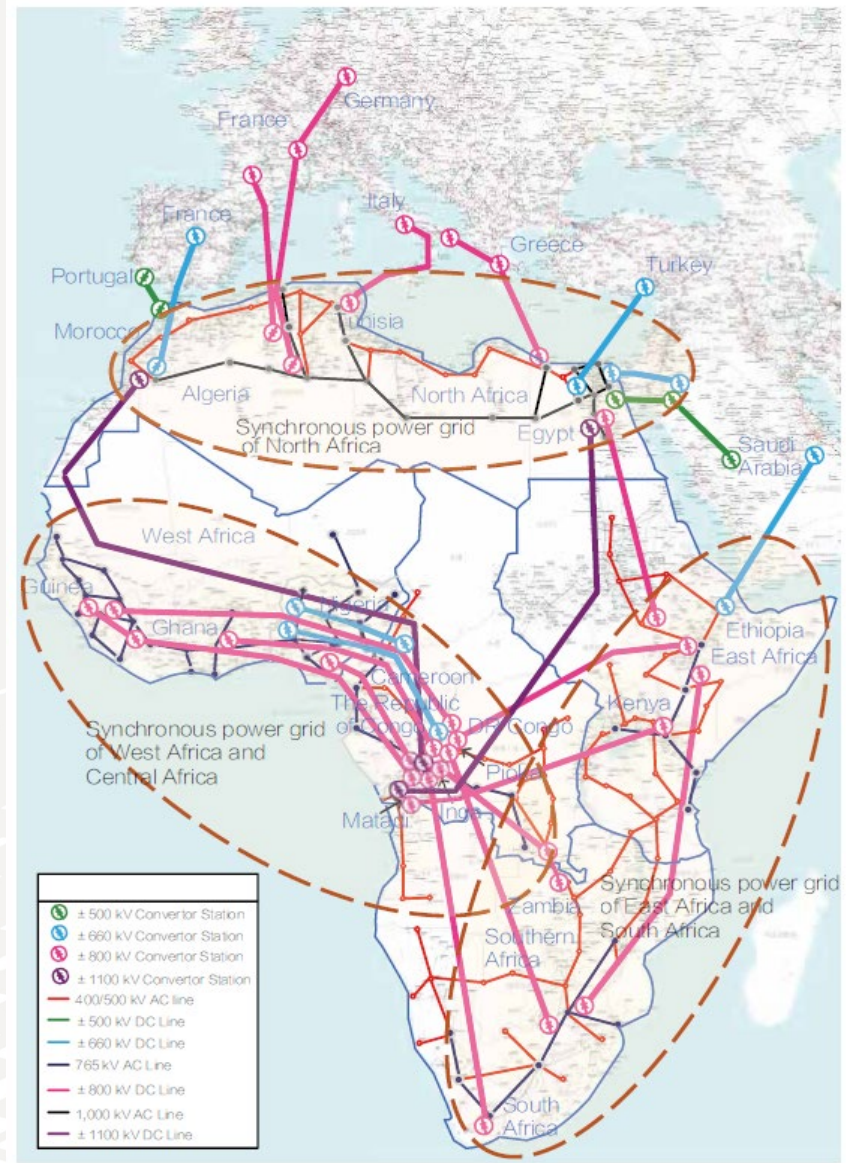 Germany
France
France
Italy
Greece
Turkey
Portugal
Morocco
Tunisia
Algeria
North Africa
Synchronous power grid
of North Africa
Egypt
Saudi
Arabia
West Africa
Guinea
Nigeria
Ghana
Ethiopia
East Africa
Cameroon
The Republic
of Congo
DR Congo
Kenya
Synchronous power grid
of West Africa and
Central Africa
Pioka
Inga
Matadi
Synchronous power grid
of East Africa and
South Africa
Zambia
Southern
Africa
South
Africa
± 500 kV Convertor Station
± 660 kV Convertor Station
± 800 kV Convertor Station
± 1100 kV Convertor Station
400/500 kV AC line
± 500 kV DC Line
± 660 kV DC Line
765 kV AC Line
± 800 kV DC Line
1,000 kV AC Line
± 1100 kV DC Line